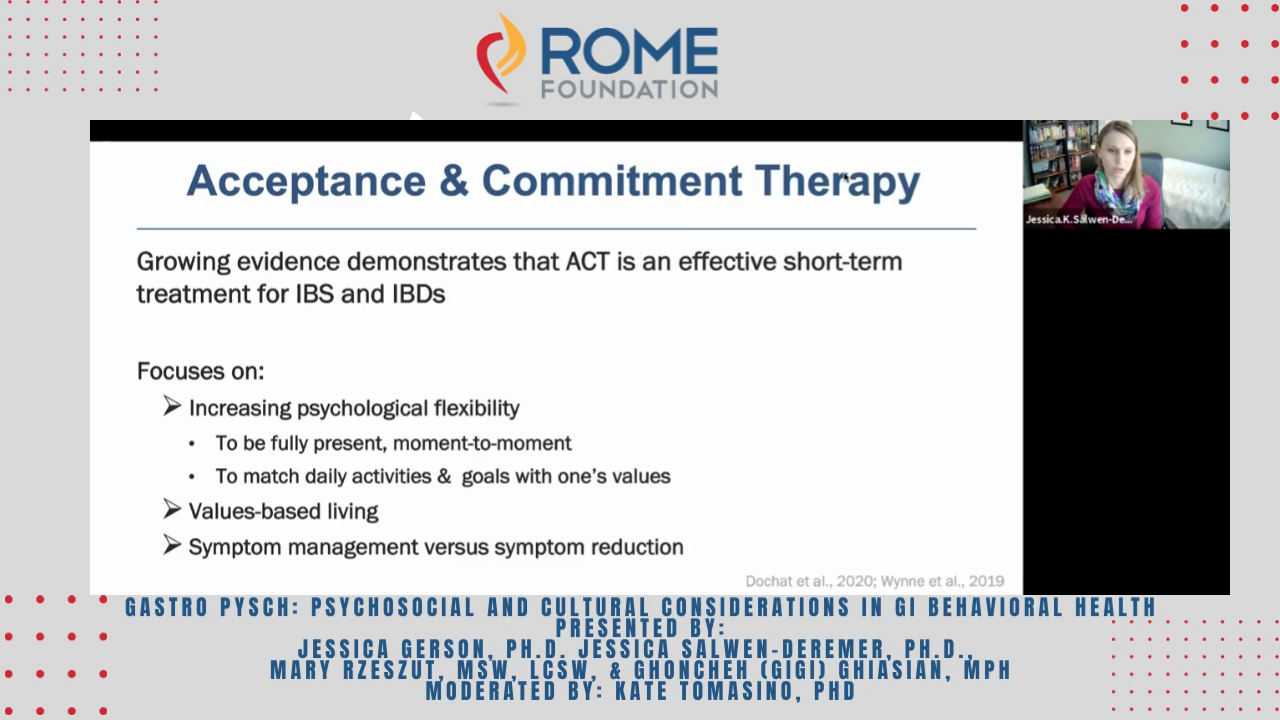 ROME
FOUNDATION
Acceptance & Commitment Therapy
Jessica.K.Salwen-De...
Growing evidence demonstrates that ACT is an effective short-term
treatment for IBS and IBDs
Focuses on:
➢ Increasing psychological flexibility
• To be fully present, moment-to-moment
• To match daily activities & goals with one's values
➢ Values-based living
➢ Symptom management versus symptom reduction
Dochat et al., 2020; Wynne et al., 2019
GASTRO PYSCH: PSYCHOSOCIAL AND CULTURAL CONSIDERATIONS IN GI BEHAVIORAL HEALTH
PRESENTED BY:
JESSICA GERSON, PH.D. JESSICA SALWEN-DEREMER, PH.D.,
MARY RZESZUT, MSW, LCSW, & GHONCHEH (GIGI) GHIASIAN, MPH
MODERATED BY: KATE TOMASINO, PHD